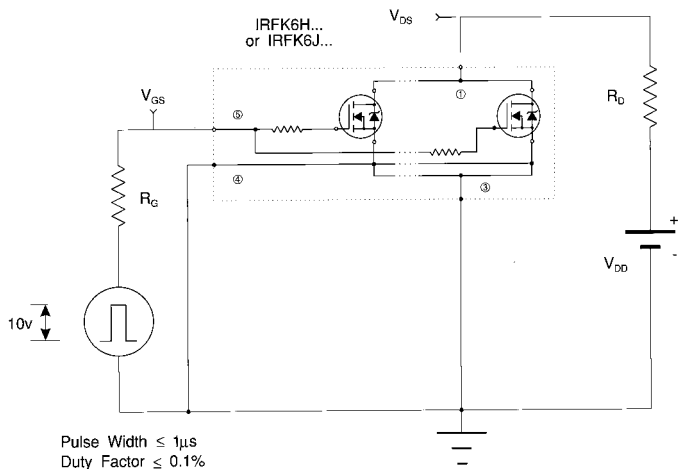 IRFK6H...
or IRFK6J...
V_DS
V_GS
①
R_D
⑤
④
③
R_G
+
-
V_DD
10v
Pulse Width ≤ 1μs
Duty Factor ≤ 0.1%